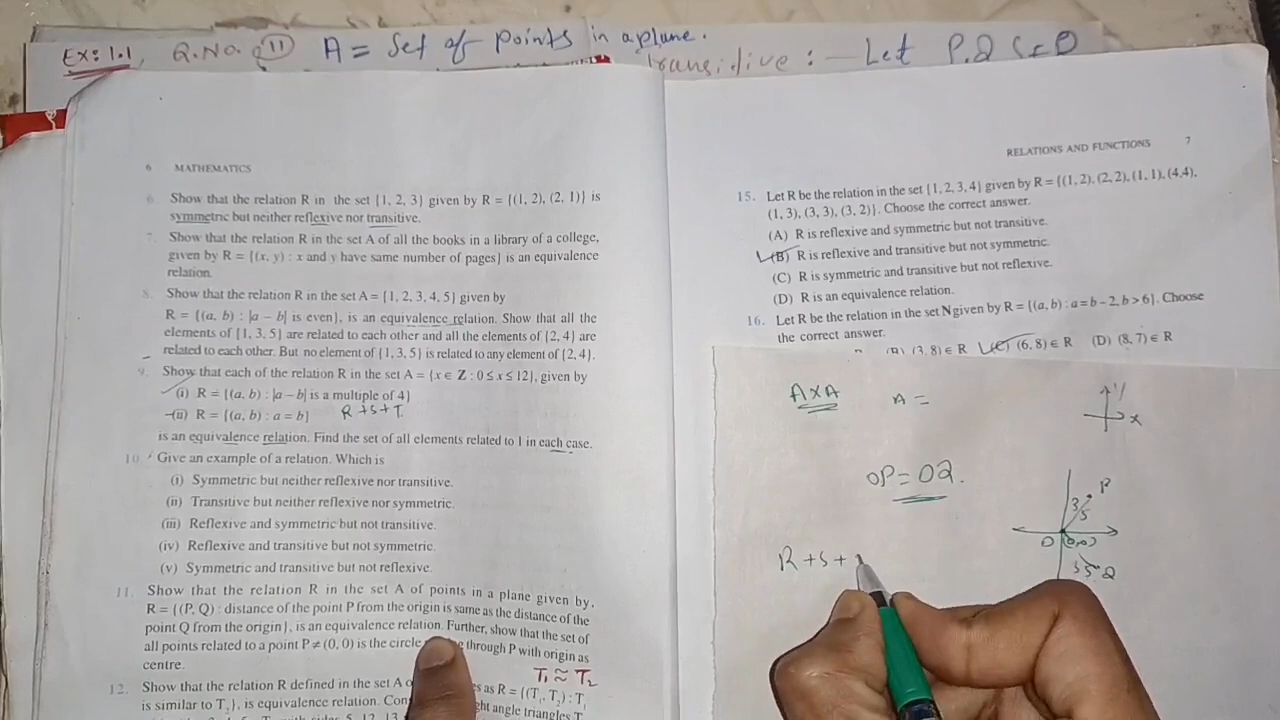 Ex: 1.1, Q.No. 11 A = Set of points in a plane.
transitive : — Let P, Q
6 MATHEMATICS
6. Show that the relation R in the set {1, 2, 3} given by R = {(1, 2), (2, 1)} is
symmetric but neither reflexive nor transitive.
7. Show that the relation R in the set A of all the books in a library of a college,
given by R = {(x, y) : x and y have same number of pages} is an equivalence
relation.
8. Show that the relation R in the set A = {1, 2, 3, 4, 5} given by
R = {(a, b) : |a – b| is even}, is an equivalence relation. Show that all the
elements of {1, 3, 5} are related to each other and all the elements of {2, 4} are
related to each other. But no element of {1, 3, 5} is related to any element of {2, 4}.
9. Show that each of the relation R in the set A = {x ∈ Z : 0 ≤ x ≤ 12}, given by
(i) R = {(a, b) : |a – b| is a multiple of 4}
(ii) R = {(a, b) : a = b} R+S+T
is an equivalence relation. Find the set of all elements related to 1 in each case.
10. Give an example of a relation. Which is
(i) Symmetric but neither reflexive nor transitive.
(ii) Transitive but neither reflexive nor symmetric.
(iii) Reflexive and symmetric but not transitive.
(iv) Reflexive and transitive but not symmetric.
(v) Symmetric and transitive but not reflexive.
11. Show that the relation R in the set A of points in a plane given by,
R = {(P, Q) : distance of the point P from the origin is same as the distance of the
point Q from the origin}, is an equivalence relation. Further, show that the set of
all points related to a point P ≠ (0, 0) is the circle through P with origin as
centre.
T₁ ≈ T₂
12. Show that the relation R defined in the set A as R = {(T₁, T₂) : T₁
is similar to T₂}, is equivalence relation. right angle triangles T
RELATIONS AND FUNCTIONS 7
15. Let R be the relation in the set {1, 2, 3, 4} given by R = {(1, 2), (2, 2), (1, 1), (4,4),
(1, 3), (3, 3), (3, 2)}. Choose the correct answer.
(A) R is reflexive and symmetric but not transitive.
(B) R is reflexive and transitive but not symmetric.
(C) R is symmetric and transitive but not reflexive.
(D) R is an equivalence relation.
16. Let R be the relation in the set N given by R = {(a, b) : a = b – 2, b > 6}. Choose
the correct answer.
(B) (3, 8) ∈ R (C) (6, 8) ∈ R (D) (8, 7) ∈ R
A×A A =
Y
X
OP = OQ.
P
3
5
O (0,0)
R+S+
5 Q